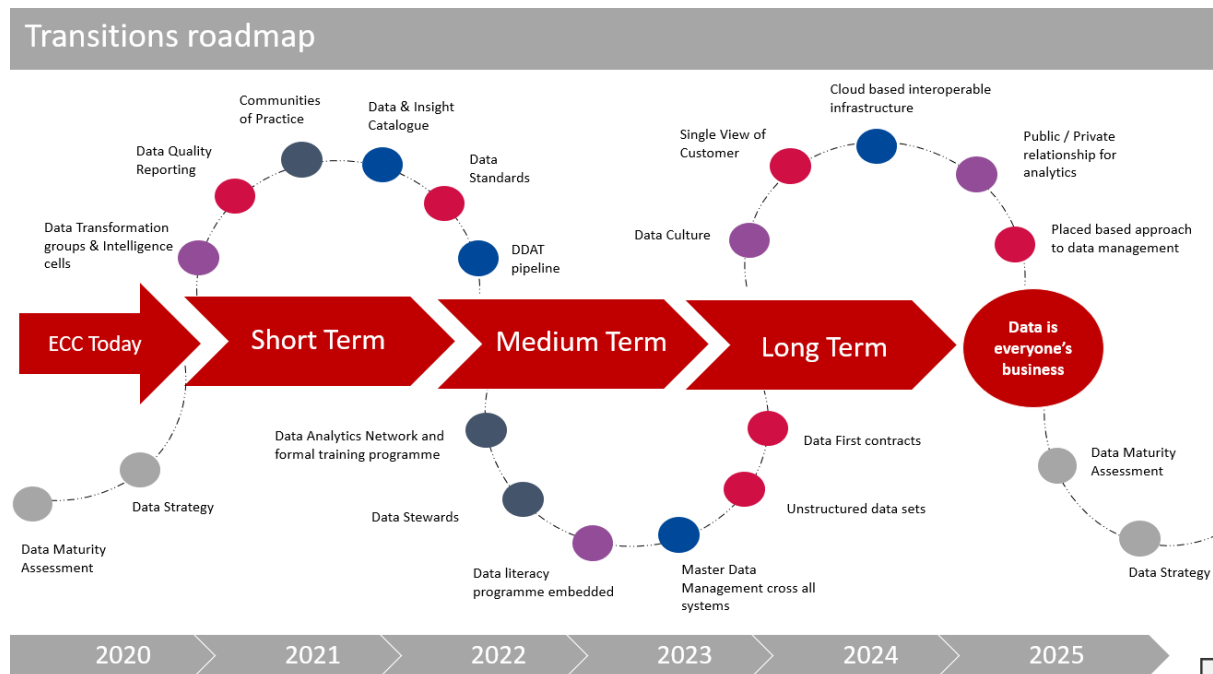 Transitions roadmap
Communities
of Practice
Data & Insight
Catalogue
Data Quality
Reporting
Data
Standards
Data Transformation
groups & Intelligence
cells
DDAT
pipeline
Cloud based interoperable
infrastructure
Single View of
Customer
Public / Private
relationship for
analytics
Data Culture
Placed based approach
to data management
ECC Today
Short Term
Medium Term
Long Term
Data is
everyone's
business
Data Strategy
Data Maturity
Assessment
Data Analytics Network and
formal training programme
Data Stewards
Data literacy
programme embedded
Master Data
Management cross all
systems
Unstructured data sets
Data First contracts
Data Maturity
Assessment
Data Strategy
2020
2021
2022
2023
2024
2025